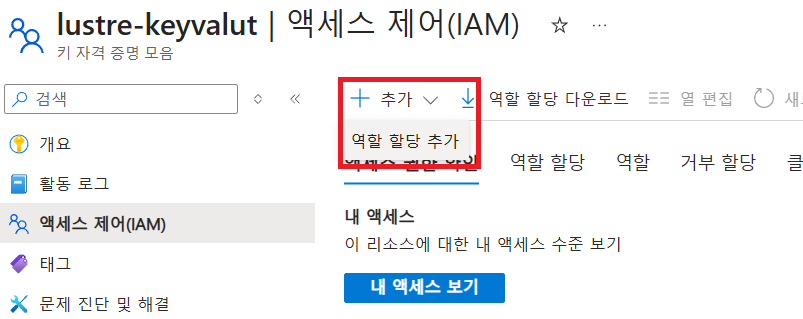 lustre-keyvalut | 액세스 제어(IAM)
키 자격 증명 모음
검색
추가
역할 할당 다운로드
열 편집
역할 할당 추가
역할 할당
역할
거부 할당
개요
활동 로그
액세스 제어(IAM)
태그
문제 진단 및 해결
내 액세스
이 리소스에 대한 내 액세스 수준 보기
내 액세스 보기